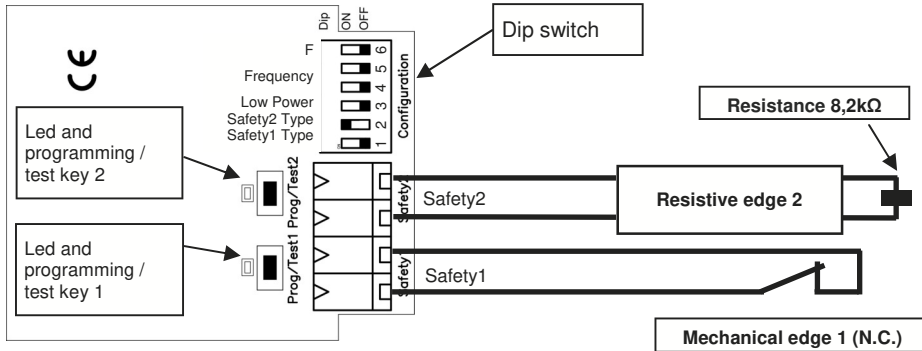 Dip
ON
OFF
F
Frequency
Low Power
Safety2 Type
Safety1 Type
6
5
4
3
2
1
Configuration
Dip switch
CE
Led and
programming /
test key 2
Led and
programming /
test key 1
Prog/Test2
Prog/Test1
Safety2
Safety1
Safety2
Safety1
Resistive edge 2
Resistance 8,2kΩ
Mechanical edge 1 (N.C.)